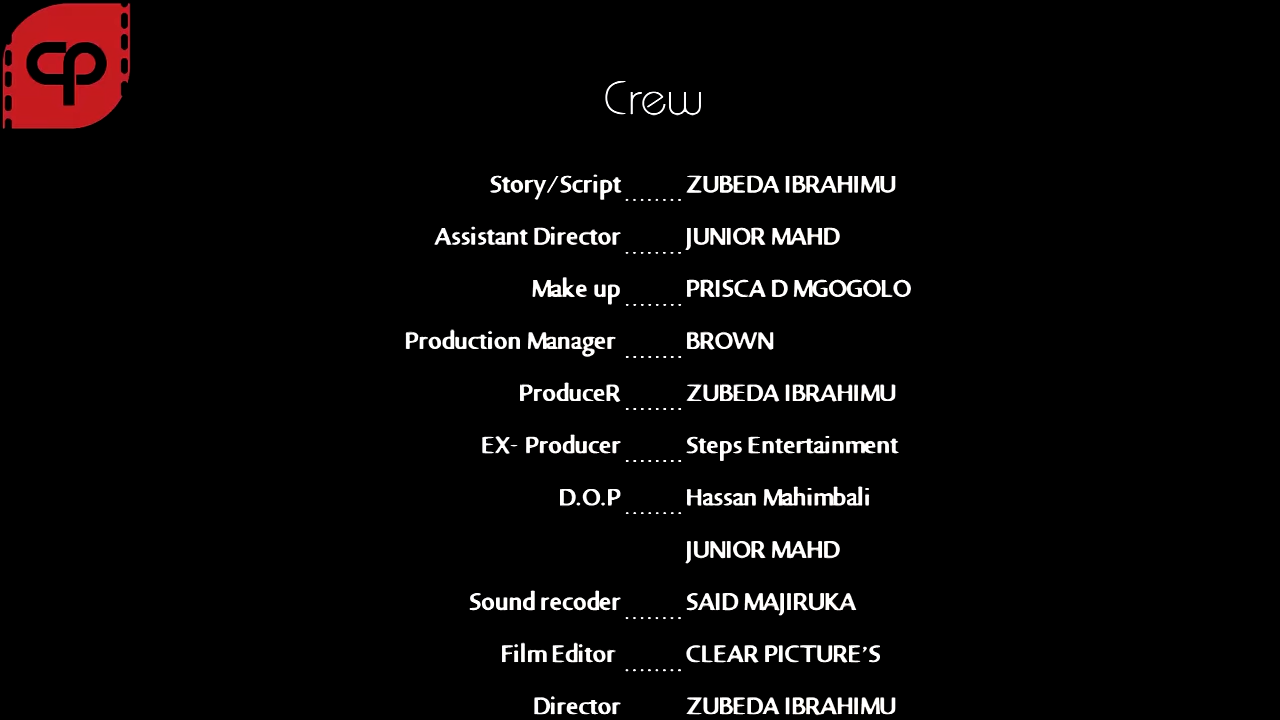 cp
Crew
Story/Script ........ ZUBEDA IBRAHIMU
Assistant Director ........ JUNIOR MAHD
Make up ........ PRISCA D MGOGOLO
Production Manager ........ BROWN
ProduceR ........ ZUBEDA IBRAHIMU
EX- Producer ........ Steps Entertainment
D.O.P ........ Hassan Mahimbali
JUNIOR MAHD
Sound recoder ........ SAID MAJIRUKA
Film Editor ........ CLEAR PICTURE'S
Director ZUBEDA IBRAHIMU